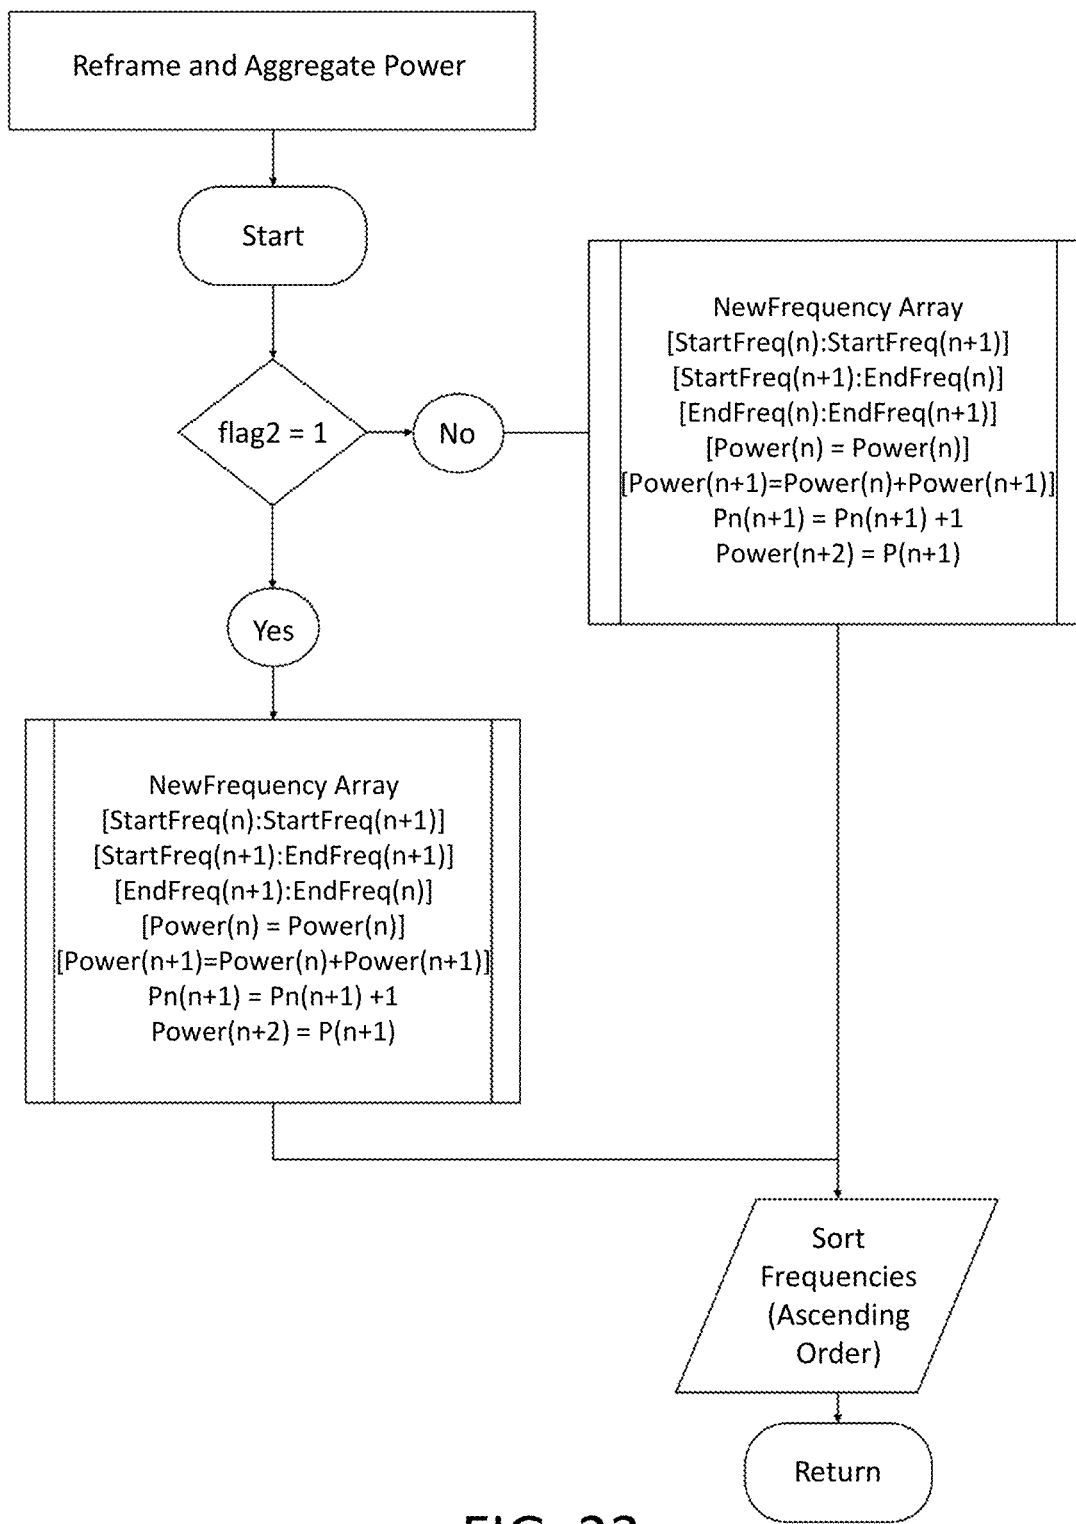 Reframe and Aggregate Power
Start
flag2 = 1
No
NewFrequency Array
[StartFreq(n):StartFreq(n+1)]
[StartFreq(n+1):EndFreq(n)]
[EndFreq(n):EndFreq(n+1)]
[Power(n) = Power(n)]
[Power(n+1)=Power(n)+Power(n+1)]
Pn(n+1) = Pn(n+1) +1
Power(n+2) = P(n+1)
Yes
NewFrequency Array
[StartFreq(n):StartFreq(n+1)]
[StartFreq(n+1):EndFreq(n+1)]
[EndFreq(n+1):EndFreq(n)]
[Power(n) = Power(n)]
[Power(n+1)=Power(n)+Power(n+1)]
Pn(n+1) = Pn(n+1) +1
Power(n+2) = P(n+1)
Sort
Frequencies
(Ascending
Order)
Return